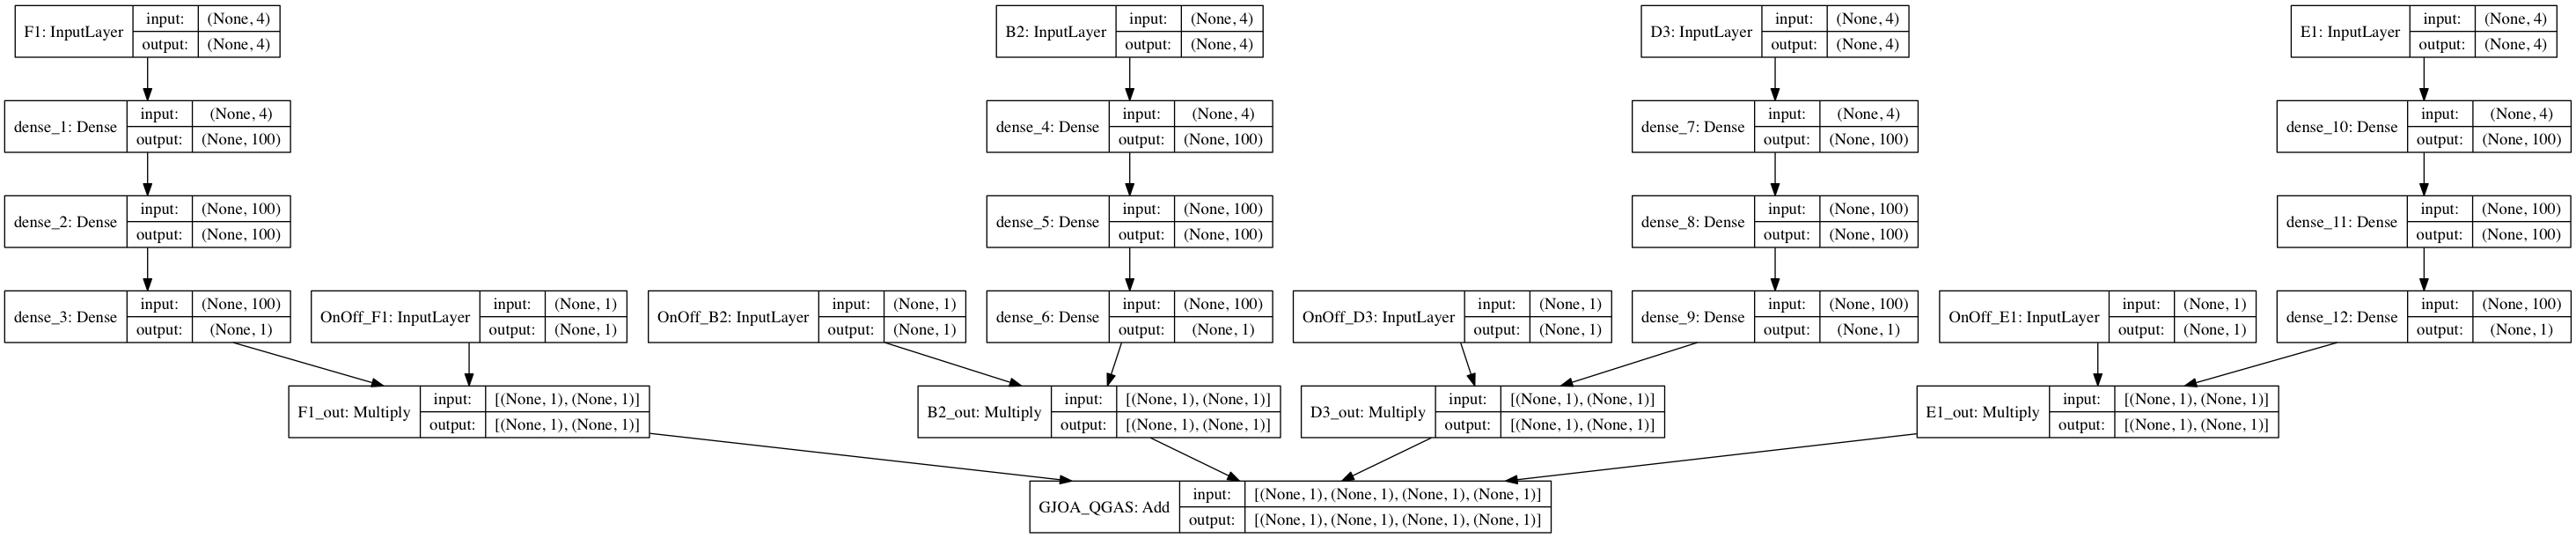 F1: InputLayer
input: (None, 4)
output: (None, 4)
B2: InputLayer
input: (None, 4)
output: (None, 4)
D3: InputLayer
input: (None, 4)
output: (None, 4)
E1: InputLayer
input: (None, 4)
output: (None, 4)
dense_1: Dense
input: (None, 4)
output: (None, 100)
dense_4: Dense
input: (None, 4)
output: (None, 100)
dense_7: Dense
input: (None, 4)
output: (None, 100)
dense_10: Dense
input: (None, 4)
output: (None, 100)
dense_2: Dense
input: (None, 100)
output: (None, 100)
dense_5: Dense
input: (None, 100)
output: (None, 100)
dense_8: Dense
input: (None, 100)
output: (None, 100)
dense_11: Dense
input: (None, 100)
output: (None, 100)
dense_3: Dense
input: (None, 100)
output: (None, 1)
OnOff_F1: InputLayer
input: (None, 1)
output: (None, 1)
OnOff_B2: InputLayer
input: (None, 1)
output: (None, 1)
dense_6: Dense
input: (None, 100)
output: (None, 1)
OnOff_D3: InputLayer
input: (None, 1)
output: (None, 1)
dense_9: Dense
input: (None, 100)
output: (None, 1)
OnOff_E1: InputLayer
input: (None, 1)
output: (None, 1)
dense_12: Dense
input: (None, 100)
output: (None, 1)
F1_out: Multiply
input: [(None, 1), (None, 1)]
output: [(None, 1), (None, 1)]
B2_out: Multiply
input: [(None, 1), (None, 1)]
output: [(None, 1), (None, 1)]
D3_out: Multiply
input: [(None, 1), (None, 1)]
output: [(None, 1), (None, 1)]
E1_out: Multiply
input: [(None, 1), (None, 1)]
output: [(None, 1), (None, 1)]
GJOA_QGAS: Add
input: [(None, 1), (None, 1), (None, 1), (None, 1)]
output: [(None, 1), (None, 1), (None, 1), (None, 1)]